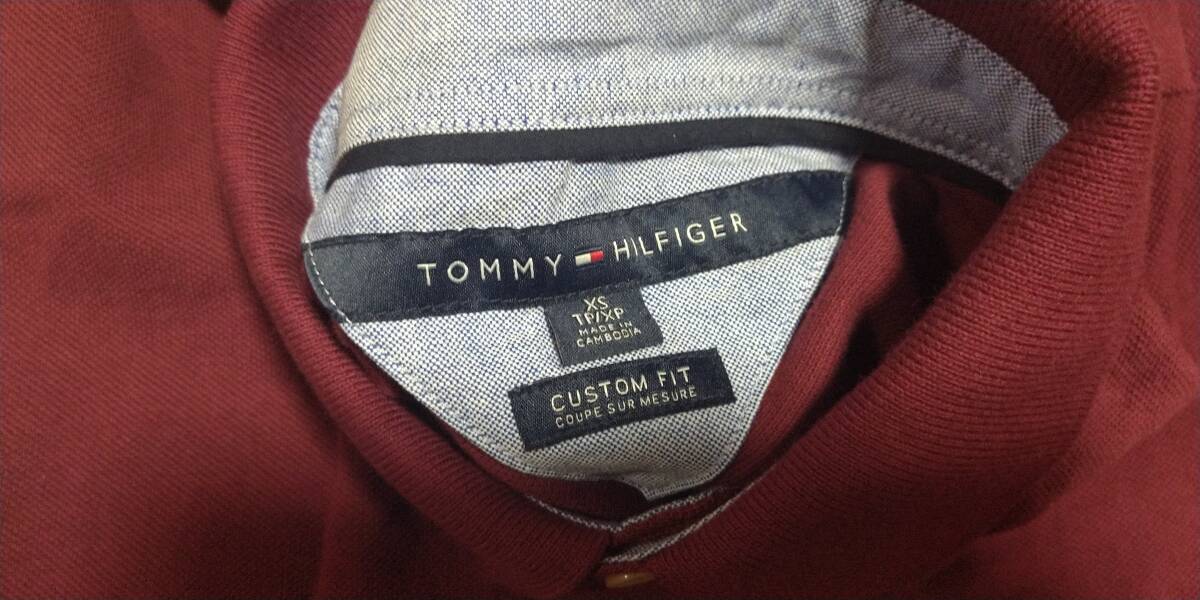 TOMMY HILFIGER
XS
TP/XP
MADE IN
CAMBODIA
CUSTOM FIT
COUPE SUR MESURE